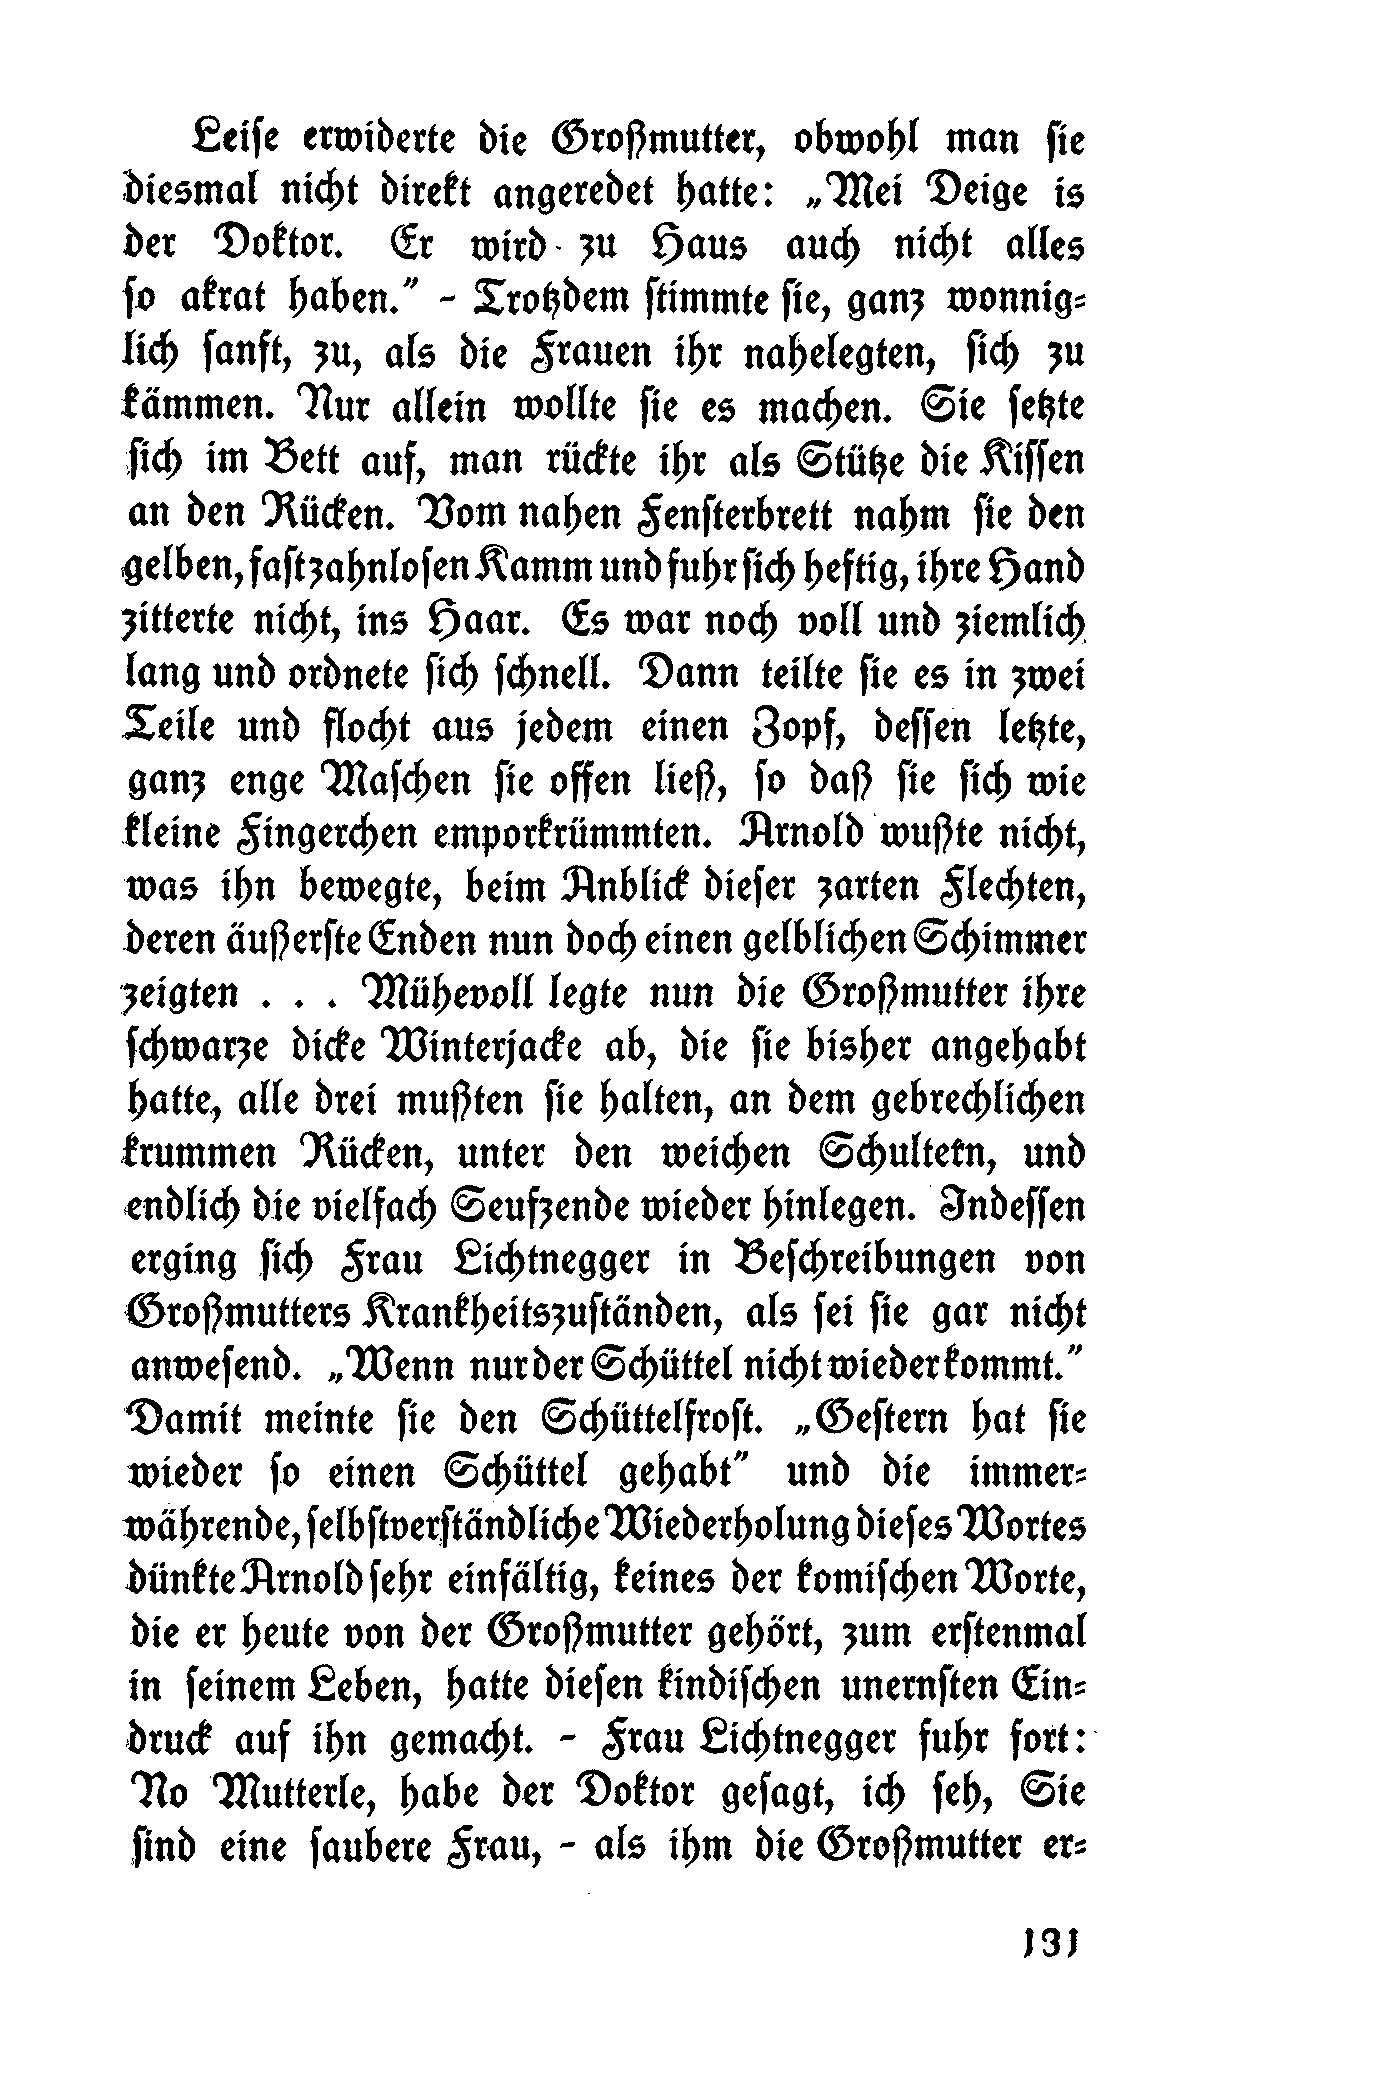 Leise erwiderte die Großmutter, obwohl man sie
diesmal nicht direkt angeredet hatte: „Mei Deige is
der Doktor. Er wird zu Haus auch nicht alles
so akrat haben.” - Trotzdem stimmte sie, ganz wonnig-
lich sanft, zu, als die Frauen ihr nahelegten, sich zu
kämmen. Nur allein wollte sie es machen. Sie setzte
sich im Bett auf, man rückte ihr als Stütze die Kissen
an den Rücken. Vom nahen Fensterbrett nahm sie den
gelben, fast zahnlosen Kamm und fuhr sich heftig, ihre Hand
zitterte nicht, ins Haar. Es war noch voll und ziemlich
lang und ordnete sich schnell. Dann teilte sie es in zwei
Teile und flocht aus jedem einen Zopf, dessen letzte,
ganz enge Maschen sie offen ließ, so daß sie sich wie
kleine Fingerchen emporkrümmten. Arnold wußte nicht,
was ihn bewegte, beim Anblick dieser zarten Flechten,
deren äußerste Enden nun doch einen gelblichen Schimmer
zeigten . . . Mühevoll legte nun die Großmutter ihre
schwarze dicke Winterjacke ab, die sie bisher angehabt
hatte, alle drei mußten sie halten, an dem gebrechlichen
krummen Rücken, unter den weichen Schultern, und
endlich die vielfach Seufzende wieder hinlegen. Indessen
erging sich Frau Lichtnegger in Beschreibungen von
Großmutters Krankheitszuständen, als sei sie gar nicht
anwesend. „Wenn nur der Schüttel nicht wieder kommt.”
Damit meinte sie den Schüttelfrost. „Gestern hat sie
wieder so einen Schüttel gehabt” und die immer-
währende, selbstverständliche Wiederholung dieses Wortes
dünkte Arnold sehr einfältig, keines der komischen Worte,
die er heute von der Großmutter gehört, zum erstenmal
in seinem Leben, hatte diesen kindischen unernsten Ein-
druck auf ihn gemacht. - Frau Lichtnegger fuhr fort:
No Mutterle, habe der Doktor gesagt, ich seh, Sie
sind eine saubere Frau, - als ihm die Großmutter er-
131